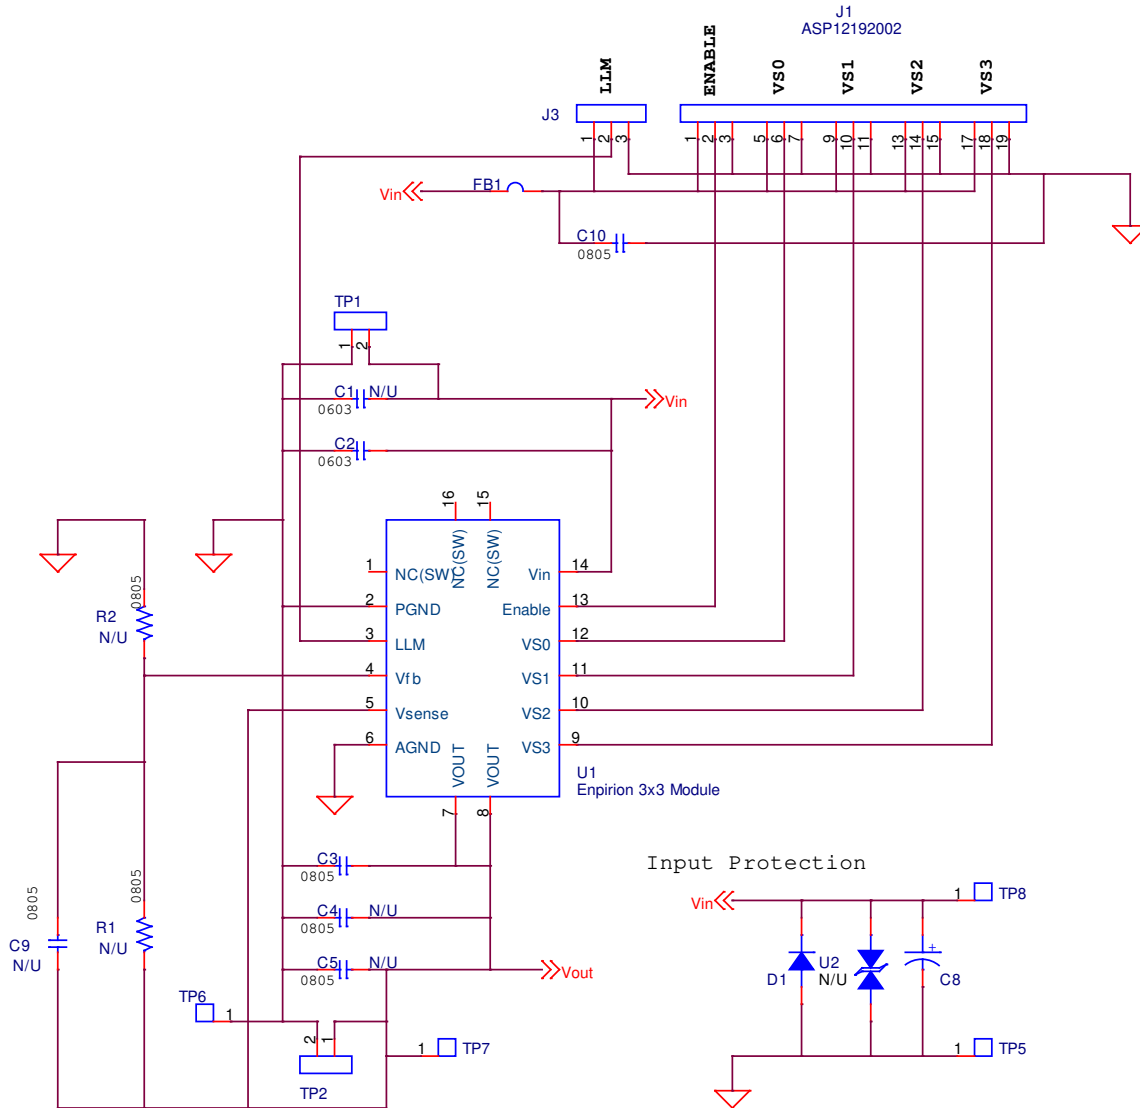 J1
ASP12192002
LLM
ENABLE
VS0
VS1
VS2
VS3
J3
1
2
3
1
2
3
5
6
7
9
10
11
13
14
15
17
18
19
Vin
FB1
C10
0805
TP1
1
2
C1
N/U
0603
Vin
C2
0603
16
15
NC(SW)
NC(SW)
1
NC(SW)
Vin
14
2
PGND
Enable
13
3
LLM
VS0
12
4
Vfb
VS1
11
5
Vsense
VS2
10
6
AGND
VS3
9
VOUT
VOUT
7
8
U1
Enpirion 3x3 Module
0805
R2
N/U
C3
0805
C4
N/U
0805
C5
N/U
0805
Vout
0805
0805
R1
N/U
C9
N/U
TP6
1
2
1
TP2
1
TP7
Input Protection
Vin
1
TP8
D1
U2
N/U
+
C8
1
TP5